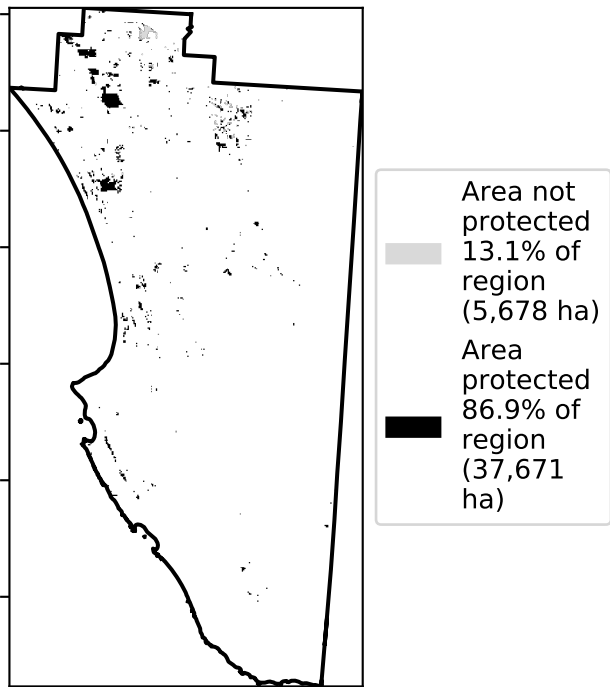 Area not
protected
13.1% of
region
(5,678 ha)
Area
protected
86.9% of
region
(37,671
ha)